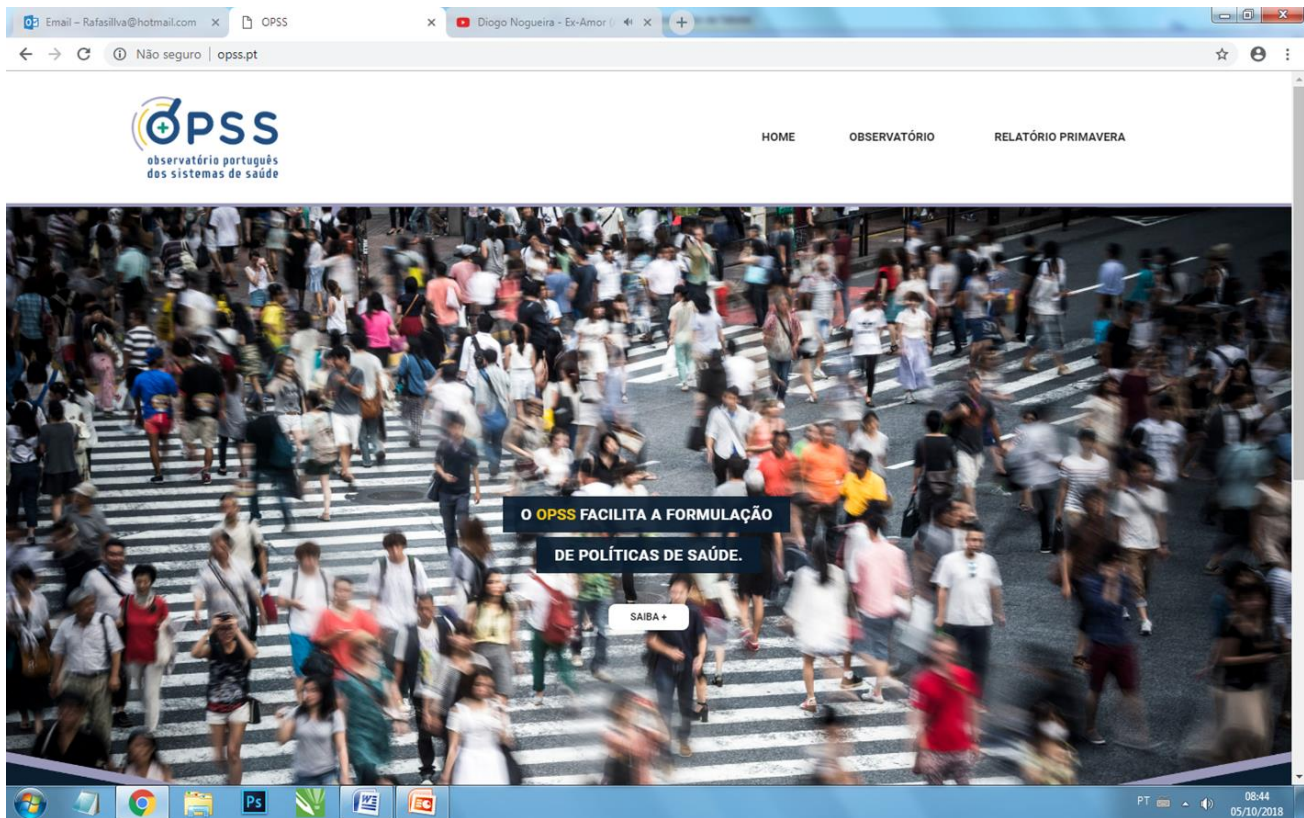 Email – Rafasillva@hotmail.com
OPSS
Diogo Nogueira - Ex-Amor (
Não seguro | opss.pt
OPSS
observatório português
dos sistemas de saúde
HOME OBSERVATÓRIO RELATÓRIO PRIMAVERA
O OPSS FACILITA A FORMULAÇÃO
DE POLÍTICAS DE SAÚDE.
SAIBA +
Ps
PT
08:44
05/10/2018